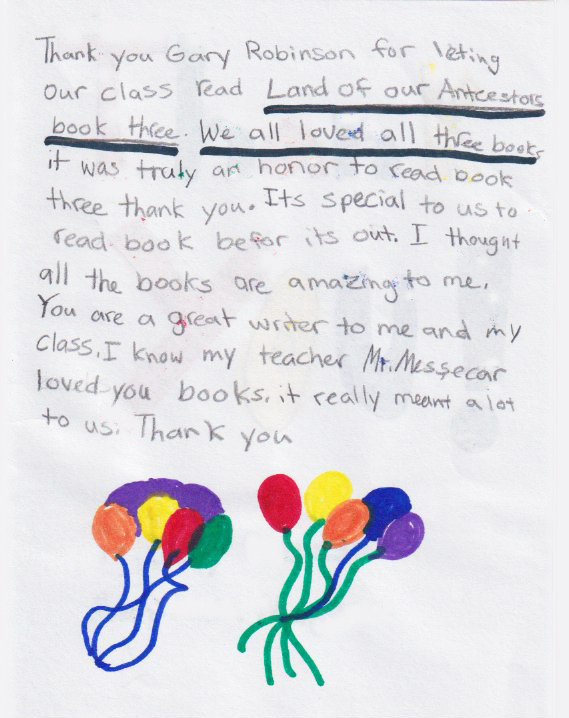 Thank you Gary Robinson for leting
our class read Land of our Antcestors
book three. We all loved all three books
it was truly an honor to read book
three thank you. Its special to us to
read book befor its out. I thought
all the books are amazing to me.
You are a great writer to me and my
class. I know my teacher Mr. Messecar
loved you books. it really meant alot
to us. Thank you